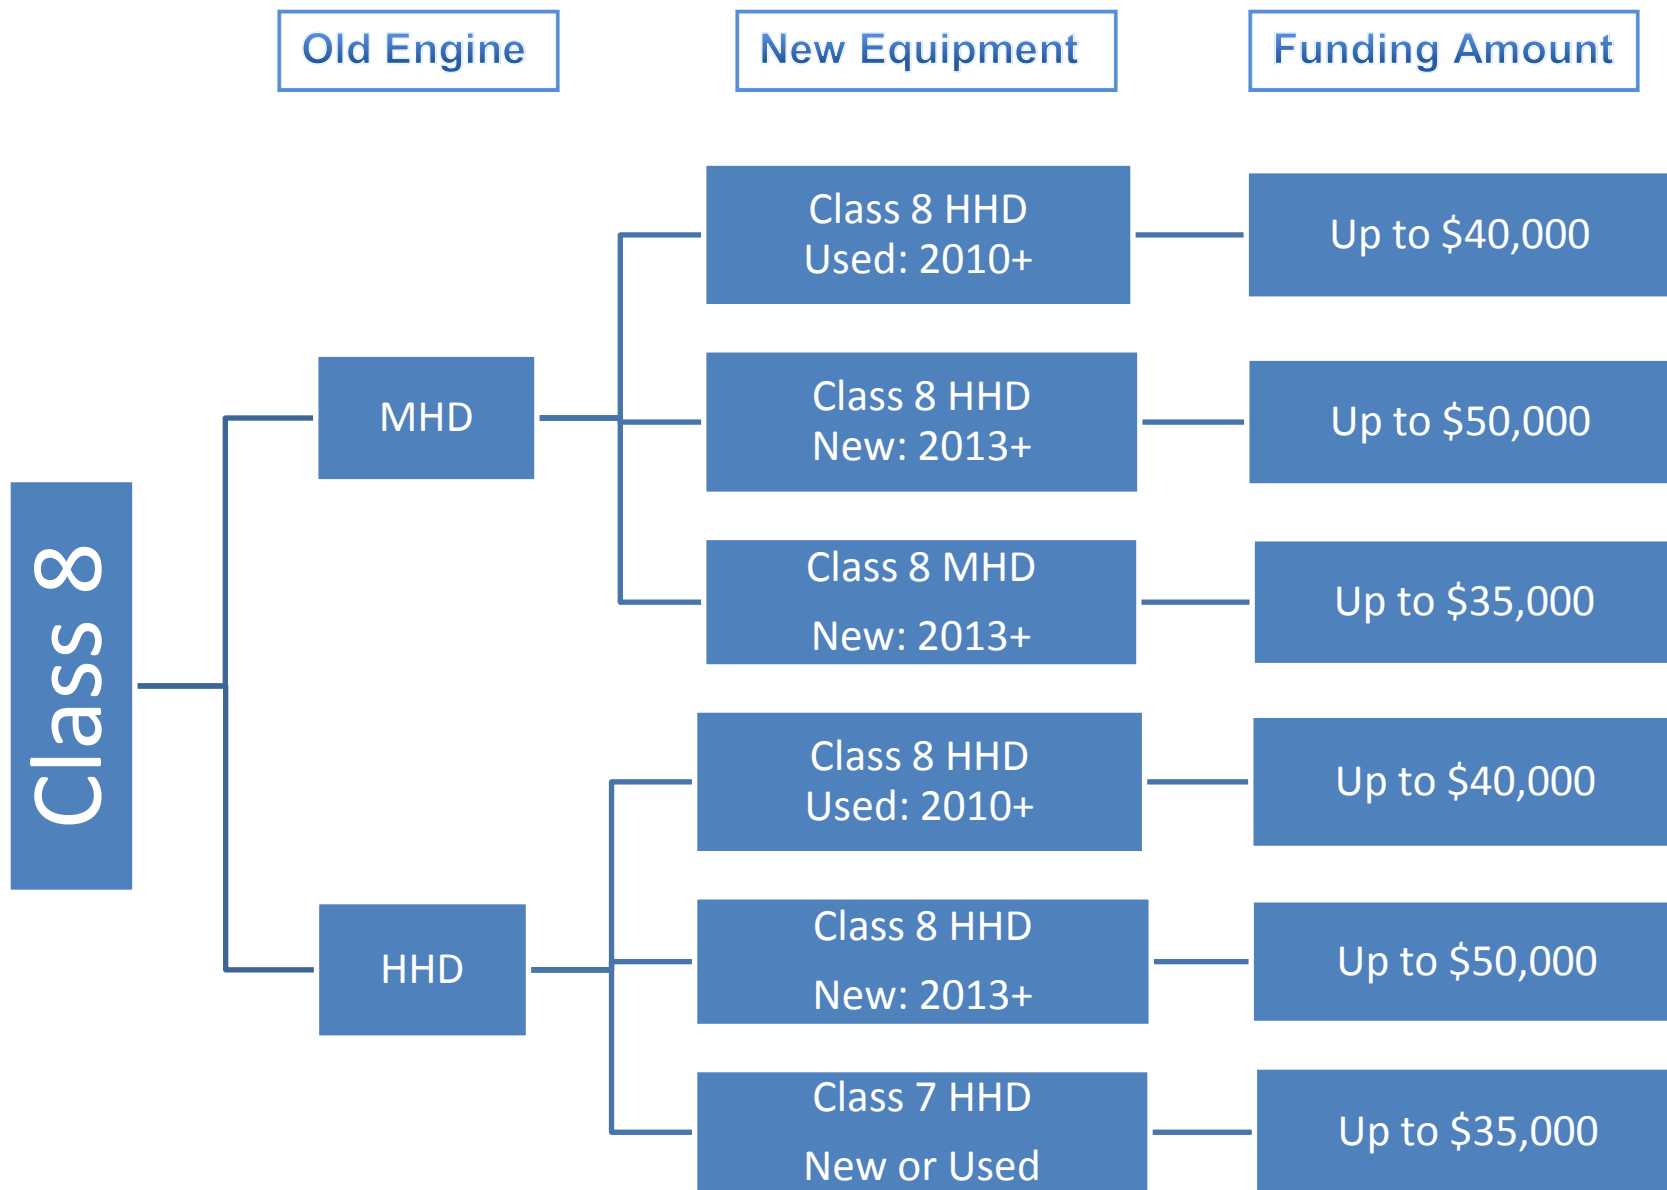 Old Engine
New Equipment
Funding Amount
Class 8
MHD
Class 8 HHD
Used: 2010+
Up to $40,000
Class 8 HHD
New: 2013+
Up to $50,000
Class 8 MHD
New: 2013+
Up to $35,000
HHD
Class 8 HHD
Used: 2010+
Up to $40,000
Class 8 HHD
New: 2013+
Up to $50,000
Class 7 HHD
New or Used
Up to $35,000